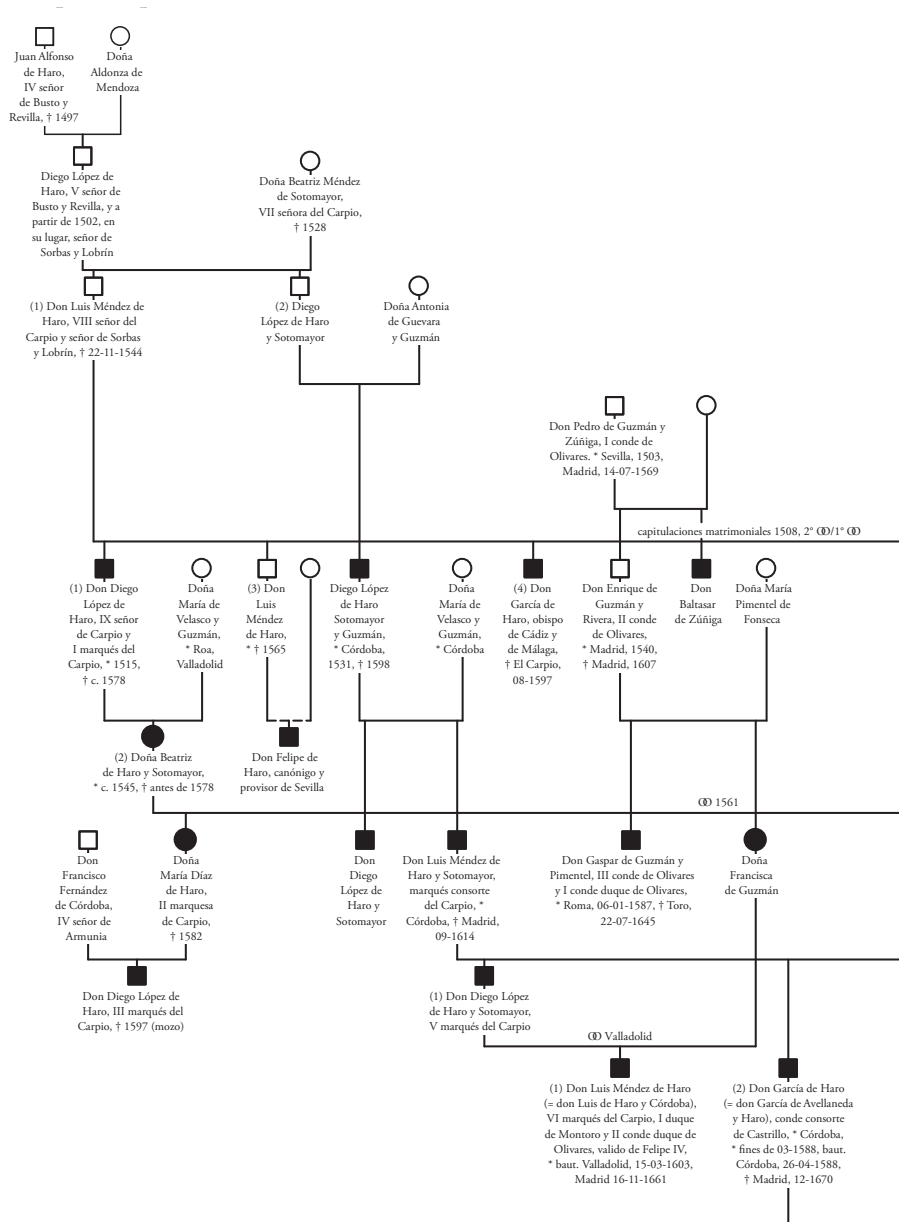 Juan Alfonso
de Haro,
IV señor
de Busto y
Revilla, † 1497
Doña
Aldonza de
Mendoza
Diego López de
Haro, V señor de
Busto y Revilla, y a
partir de 1502, en
su lugar, señor de
Sorbas y Lobrín
Doña Beatriz Méndez
de Sotomayor,
VII señora del Carpio,
† 1528
(1) Don Luis Méndez de
Haro, VIII señor del
Carpio y señor de Sorbas
y Lobrín, † 22-11-1544
(2) Diego
López de Haro
y Sotomayor
Doña Antonia
de Guevara
y Guzmán
Don Pedro de Guzmán y
Zúñiga, I conde de
Olivares. * Sevilla, 1503,
Madrid, 14-07-1569
capitulaciones matrimoniales 1508, 2° ꝏ/1° ꝏ
(1) Don Diego
López de
Haro, IX señor
de Carpio y
I marqués del
Carpio, * 1515,
† c. 1578
Doña
María de
Velasco y
Guzmán,
* Roa,
Valladolid
(3) Don
Luis
Méndez
de Haro,
* † 1565
Diego López
de Haro
Sotomayor
y Guzmán,
* Córdoba,
1531, † 1598
Doña
María de
Velasco y
Guzmán,
* Córdoba
(4) Don
García de
Haro, obispo
de Cádiz y
de Málaga,
† El Carpio,
08-1597
Don Enrique de
Guzmán y
Rivera, II conde
de Olivares,
* Madrid, 1540,
† Madrid, 1607
Don
Baltasar
de Zúñiga
Doña María
Pimentel de
Fonseca
(2) Doña Beatriz
de Haro y Sotomayor,
* c. 1545, † antes de 1578
Don Felipe de
Haro, canónigo y
provisor de Sevilla
ꝏ 1561
Don
Francisco
Fernández
de Córdoba,
IV señor de
Armunia
Doña
María Díaz
de Haro,
II marquesa
de Carpio,
† 1582
Don
Diego
López de
Haro y
Sotomayor
Don Luis Méndez de
Haro y Sotomayor,
marqués consorte
del Carpio, *
Córdoba, † Madrid,
09-1614
Don Gaspar de Guzmán y
Pimentel, III conde de Olivares
y I conde duque de Olivares,
* Roma, 06-01-1587, † Toro,
22-07-1645
Doña
Francisca
de Guzmán
Don Diego López de
Haro, III marqués del
Carpio, † 1597 (mozo)
(1) Don Diego López
de Haro y Sotomayor,
V marqués del Carpio
ꝏ Valladolid
(1) Don Luis Méndez de Haro
(= don Luis de Haro y Córdoba),
VI marqués del Carpio, I duque
de Montoro y II conde duque de
Olivares, valido de Felipe IV,
* baut. Valladolid, 15-03-1603,
Madrid 16-11-1661
(2) Don García de Haro
(= don García de Avellaneda
y Haro), conde consorte
de Castrillo, * Córdoba,
* fines de 03-1588, baut.
Córdoba, 26-04-1588,
† Madrid, 12-1670